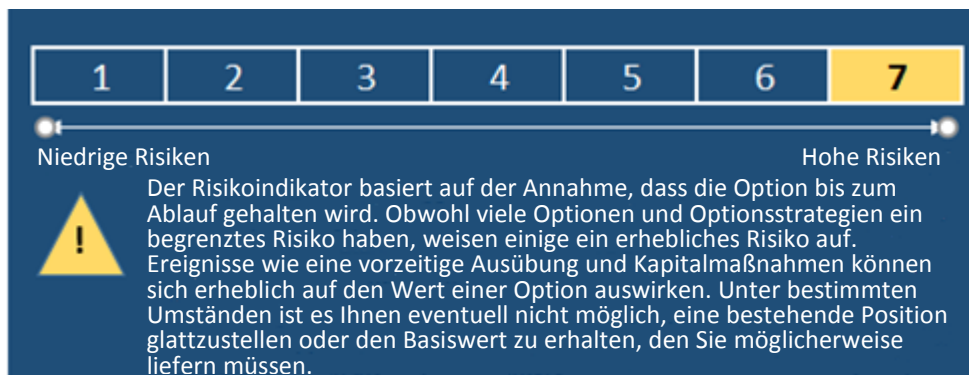 1 2 3 4 5 6 7
Niedrige Risiken Hohe Risiken
Der Risikoindikator basiert auf der Annahme, dass die Option bis zum
Ablauf gehalten wird. Obwohl viele Optionen und Optionsstrategien ein
! begrenztes Risiko haben, weisen einige ein erhebliches Risiko auf.
Ereignisse wie eine vorzeitige Ausübung und Kapitalmaßnahmen können
sich erheblich auf den Wert einer Option auswirken. Unter bestimmten
Umständen ist es Ihnen eventuell nicht möglich, eine bestehende Position
glattzustellen oder den Basiswert zu erhalten, den Sie möglicherweise
liefern müssen.